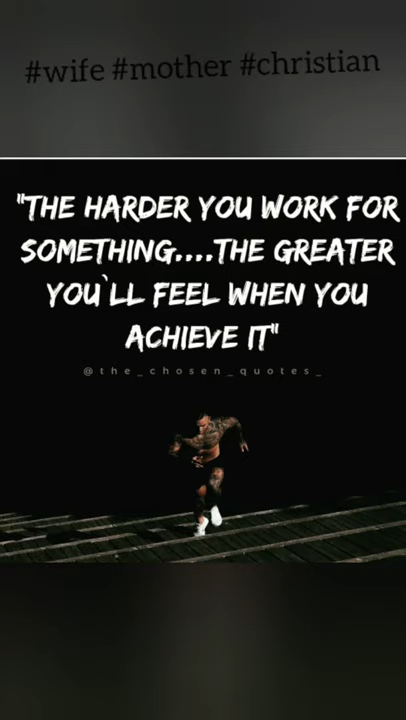 #wife #mother #christian
"THE HARDER YOU WORK FOR
SOMETHING....THE GREATER
YOU`LL FEEL WHEN YOU
ACHIEVE IT"
@the_chosen_quotes_